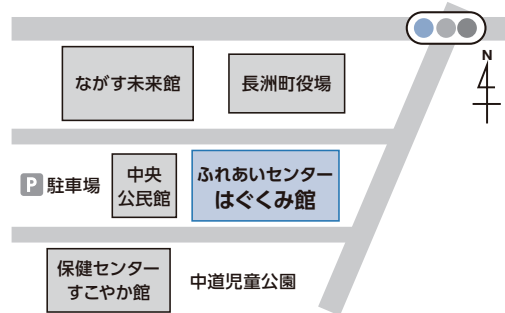 N
ながす未来館
長洲町役場
P 駐車場
中央
公民館
ふれあいセンター
はぐくみ館
保健センター
すこやか館
中道児童公園